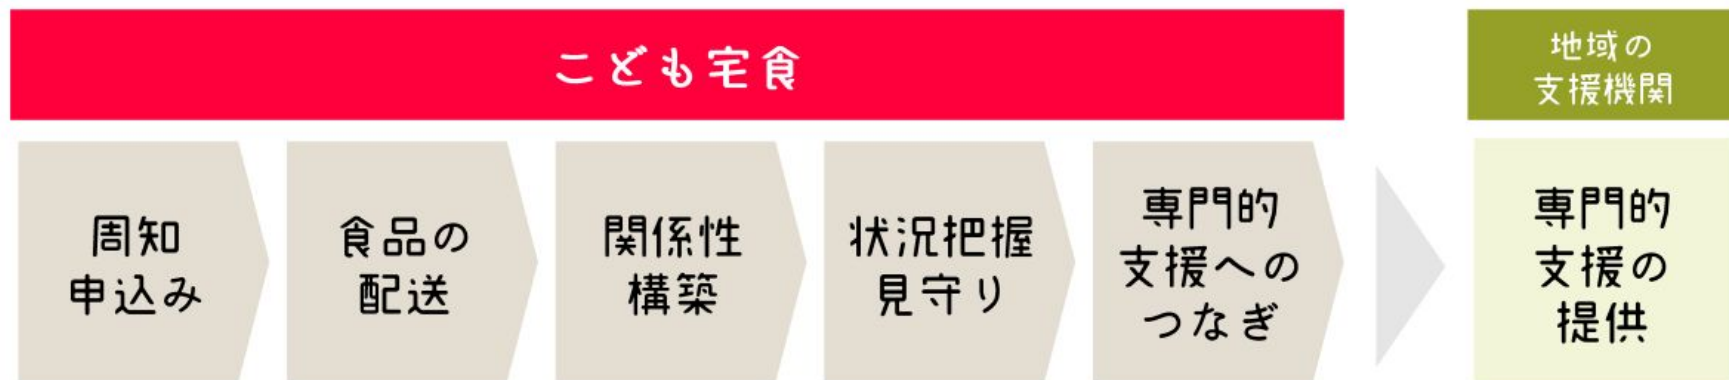 こども宅食
地域の
支援機関
周知
申込み
食品の
配送
関係性
構築
状況把握
見守り
専門的
支援への
つなぎ
専門的
支援の
提供